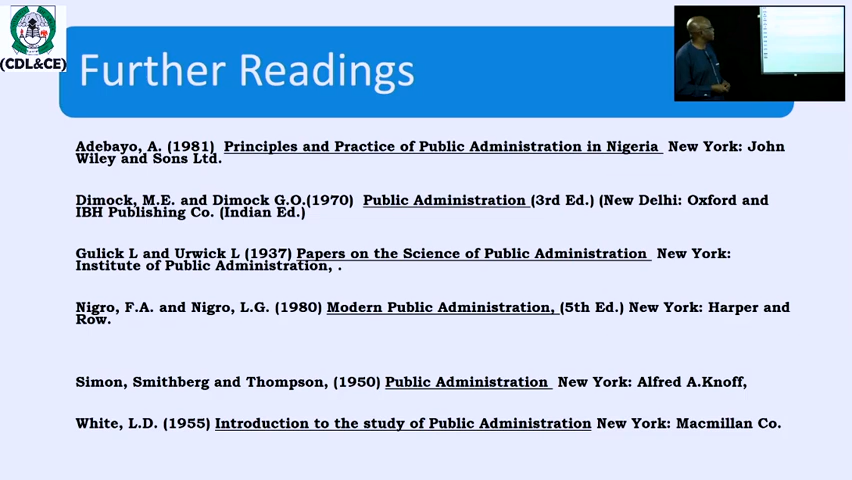 (CDL&CE)
Further Readings
Adebayo, A. (1981) Principles and Practice of Public Administration in Nigeria New York: John
Wiley and Sons Ltd.
Dimock, M.E. and Dimock G.O.(1970) Public Administration (3rd Ed.) (New Delhi: Oxford and
IBH Publishing Co. (Indian Ed.)
Gulick L and Urwick L (1937) Papers on the Science of Public Administration New York:
Institute of Public Administration, .
Nigro, F.A. and Nigro, L.G. (1980) Modern Public Administration, (5th Ed.) New York: Harper and
Row.
Simon, Smithberg and Thompson, (1950) Public Administration New York: Alfred A.Knoff,
White, L.D. (1955) Introduction to the study of Public Administration New York: Macmillan Co.